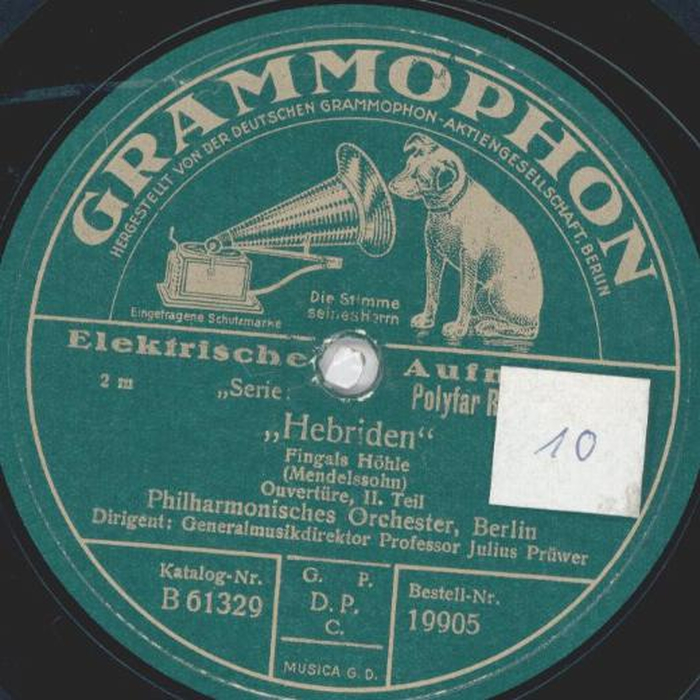 GRAMMOPHON
HERGESTELLT VON DER DEUTSCHEN GRAMMOPHON-AKTIENGESELLSCHAFT, BERLIN
Die Stimme
seines Herrn
Eingetragene Schutzmarke
Elektrische
2 m
„Serie:
Polyfar
10
„Hebriden“
Fingals Höhle
(Mendelssohn)
Ouvertüre, II. Teil
Philharmonisches Orchester, Berlin
Dirigent: Generalmusikdirektor Professor Julius Prüwer
Katalog-Nr.
B 61329
G. P.
D. P.
C.
MUSICA G. D.
Bestell-Nr.
19905